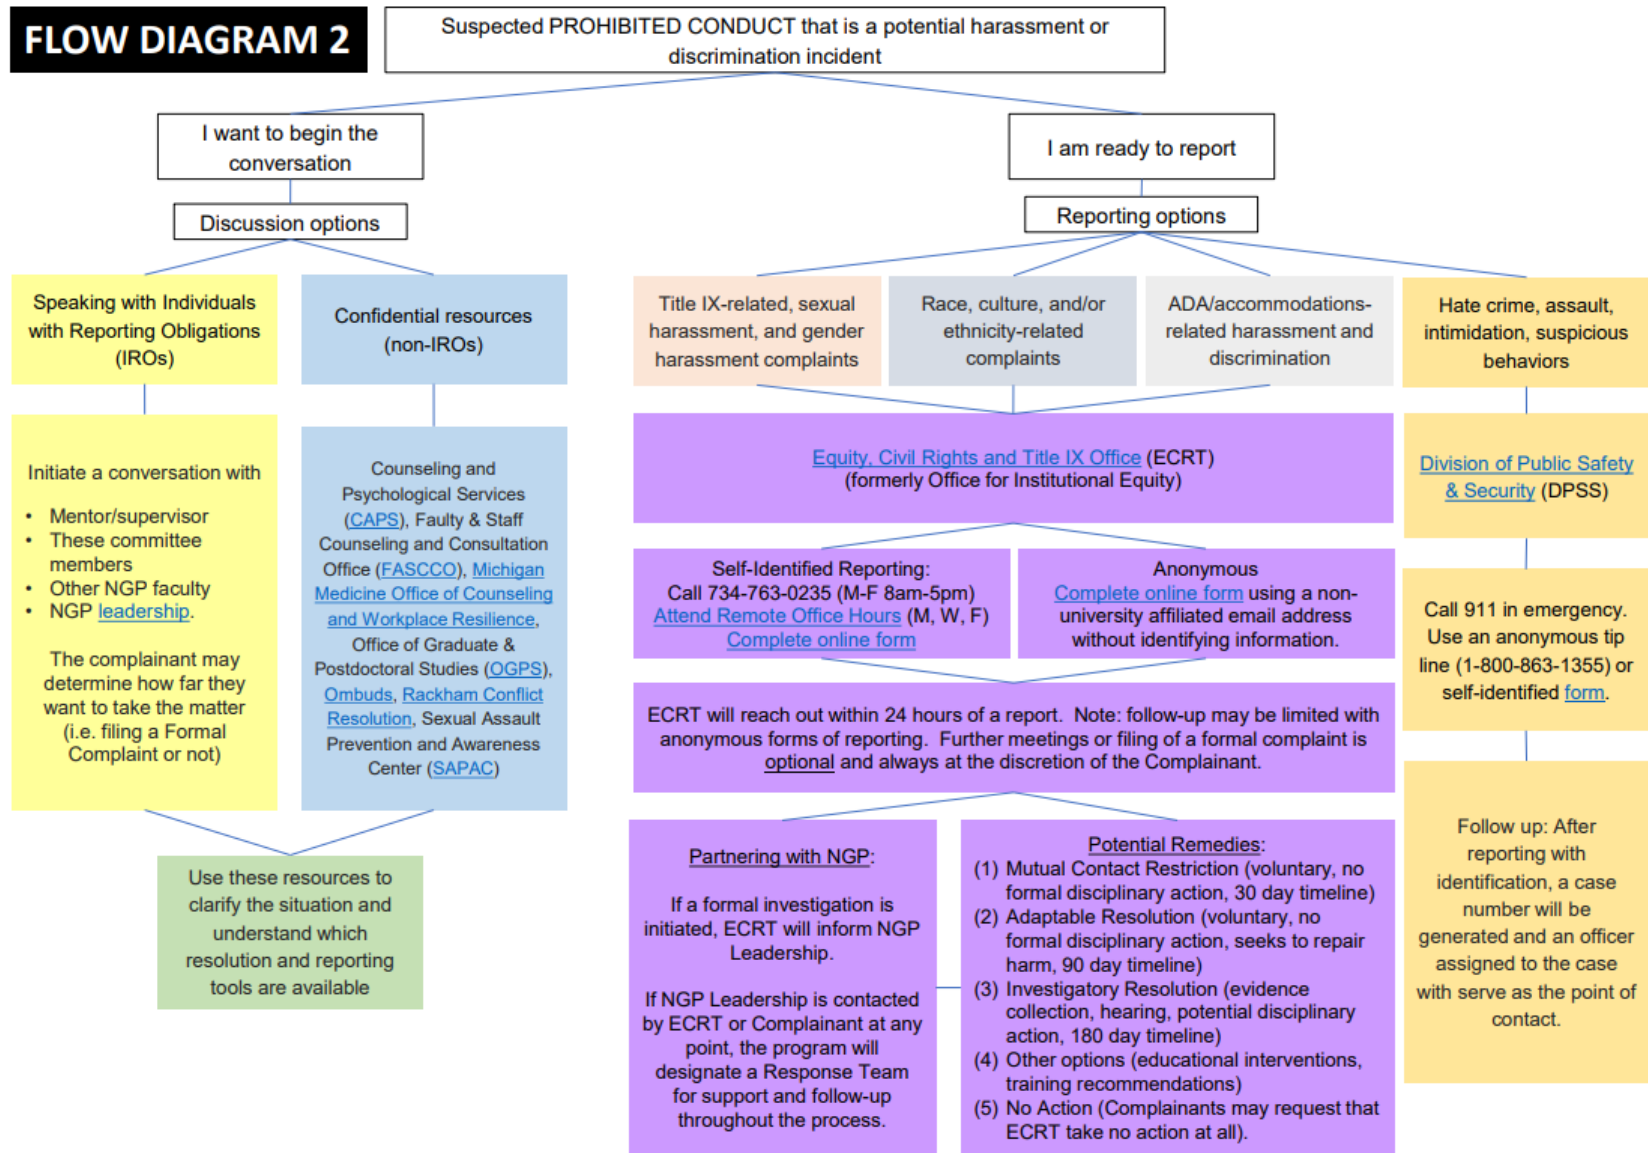 FLOW DIAGRAM 2
Suspected PROHIBITED CONDUCT that is a potential harassment or
discrimination incident
I want to begin the
conversation
I am ready to report
Discussion options
Reporting options
Speaking with Individuals
with Reporting Obligations
(IROs)
Confidential resources
(non-IROs)
Title IX-related, sexual
harassment, and gender
harassment complaints
Race, culture, and/or
ethnicity-related
complaints
ADA/accommodations-
related harassment and
discrimination
Hate crime, assault,
intimidation, suspicious
behaviors
Initiate a conversation with
• Mentor/supervisor
• These committee
members
• Other NGP faculty
• NGP leadership.
The complainant may
determine how far they
want to take the matter
(i.e. filing a Formal
Complaint or not)
Counseling and
Psychological Services
(CAPS), Faulty & Staff
Counseling and Consultation
Office (FASCCO), Michigan
Medicine Office of Counseling
and Workplace Resilience,
Office of Graduate &
Postdoctoral Studies (OGPS),
Ombuds, Rackham Conflict
Resolution, Sexual Assault
Prevention and Awareness
Center (SAPAC)
Use these resources to
clarify the situation and
understand which
resolution and reporting
tools are available
Equity, Civil Rights and Title IX Office (ECRT)
(formerly Office for Institutional Equity)
Self-Identified Reporting:
Call 734-763-0235 (M-F 8am-5pm)
Attend Remote Office Hours (M, W, F)
Complete online form
Anonymous
Complete online form using a non-
university affiliated email address
without identifying information.
ECRT will reach out within 24 hours of a report. Note: follow-up may be limited with
anonymous forms of reporting. Further meetings or filing of a formal complaint is
optional and always at the discretion of the Complainant.
Partnering with NGP:
If a formal investigation is
initiated, ECRT will inform NGP
Leadership.
If NGP Leadership is contacted
by ECRT or Complainant at any
point, the program will
designate a Response Team
for support and follow-up
throughout the process.
Potential Remedies:
(1) Mutual Contact Restriction (voluntary, no
formal disciplinary action, 30 day timeline)
(2) Adaptable Resolution (voluntary, no
formal disciplinary action, seeks to repair
harm, 90 day timeline)
(3) Investigatory Resolution (evidence
collection, hearing, potential disciplinary
action, 180 day timeline)
(4) Other options (educational interventions,
training recommendations)
(5) No Action (Complainants may request that
ECRT take no action at all).
Division of Public Safety
& Security (DPSS)
Call 911 in emergency.
Use an anonymous tip
line (1-800-863-1355) or
self-identified form.
Follow up: After
reporting with
identification, a case
number will be
generated and an officer
assigned to the case
with serve as the point of
contact.